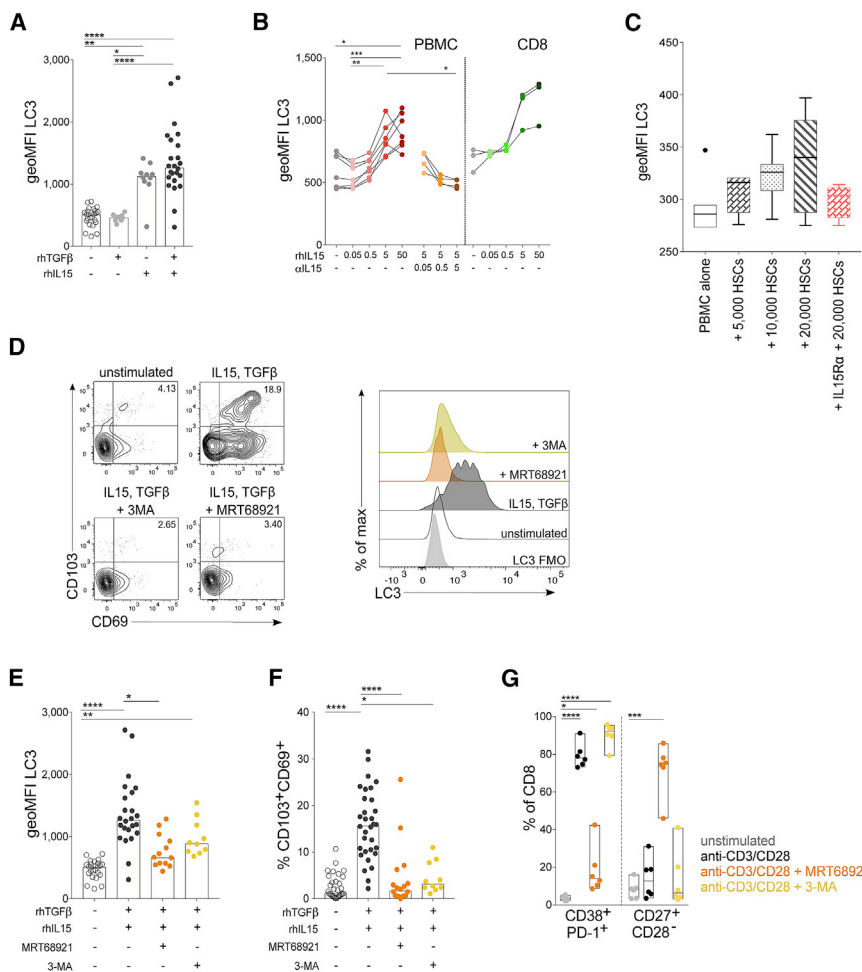 A
****
**
*
****
geoMFI LC3
3,000
2,000
1,000
0
rhTGFβ - + - +
rhIL15 - - + +
B
PBMC CD8
*
***
**
*
geoMFI LC3
1,500
1,000
500
0
rhIL15 - 0.05 0.5 5 50 5 5 5 - 0.05 0.5 5 50
αIL15 - - - - - 0.05 0.5 5 - - - - -
C
geoMFI LC3
450
400
350
300
250
PBMC alone
+ 5,000 HSCs
+ 10,000 HSCs
+ 20,000 HSCs
+ IL15Rα + 20,000 HSCs
D
unstimulated
4.13
IL15, TGFβ
18.9
IL15, TGFβ
+ 3MA
2.65
IL15, TGFβ
+ MRT68921
3.40
CD103
CD69
% of max
+ 3MA
+ MRT68921
IL15, TGFβ
unstimulated
LC3 FMO
-10³ 0 10³ 10⁴ 10⁵
LC3
E
*
****
**
geoMFI LC3
3,000
2,000
1,000
0
rhTGFβ - + + +
rhIL15 - + + +
MRT68921 - - + -
3-MA - - - +
F
****
****
*
% CD103⁺CD69⁺
40
30
20
10
0
rhTGFβ - + + +
rhIL15 - + + +
MRT68921 - - + -
3-MA - - - +
G
****
*
****
***
% of CD8
100
80
60
40
20
0
CD38⁺
PD-1⁺
CD27⁺
CD28⁻
unstimulated
anti-CD3/CD28
anti-CD3/CD28 + MRT6892
anti-CD3/CD28 + 3-MA